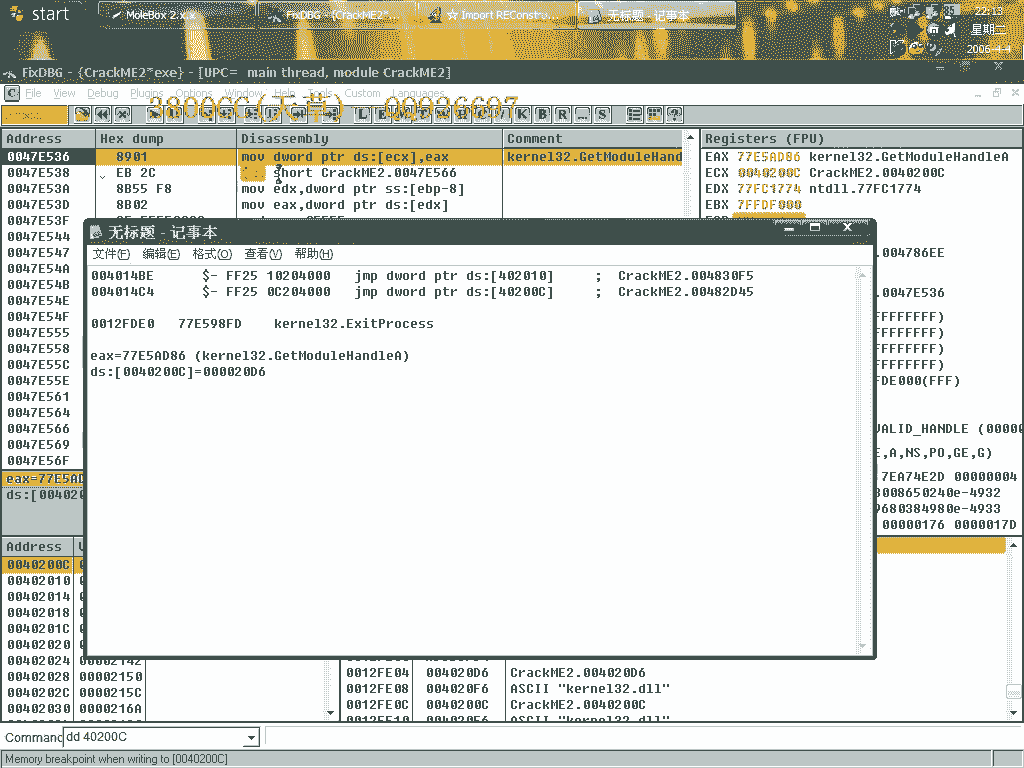 start
MoleBox 2.x.x
FixDBG - {CrackME2*...
☆Import REConstru...
无标题 - 记事本
22:13
星期二
2006-4-4
FixDBG - {CrackME2*exe} - [UPC= main thread, module CrackME2]
File View Debug Plugins Options Window Help Tools Custom Languages
3800CC(天草)
L E M
K B R ... S
Address Hex dump Disassembly Comment Registers (FPU)
0047E536 8901 mov dword ptr ds:[ecx],eax kernel32.GetModuleHand EAX 77E5AD86 kernel32.GetModuleHandleA
0047E538 EB 2C short CrackME2.0047E566 ECX 0040200C CrackME2.0040200C
0047E53A 8B55 F8 mov edx,dword ptr ss:[ebp-8] EDX 77FC1774 ntdll.77FC1774
0047E53D 8B02 mov eax,dword ptr ds:[edx] EBX 7FFDF000
0047E53F
0047E544
0047E547 .004786EE
0047E54A
0047E54B
0047E54E .0047E536
0047E54F FFFFFFFF)
0047E555 FFFFFFFF)
0047E558 FFFFFFFF)
0047E55C FFFFFFFF)
0047E55E FDE000(FFF)
0047E561
0047E564
0047E566 VALID_HANDLE (00000
0047E569 E,A,NS,PO,GE,G)
0047E56F 7EA74E2D 00000004
eax=77E5AD 3008650240e-4932
ds:[004020 9680384980e-4933
00000176 0000017D
无标题 - 记事本
文件(F) 编辑(E) 格式(O) 查看(V) 帮助(H)
004014BE $- FF25 10204000 jmp dword ptr ds:[402010] ; CrackME2.004830F5
004014C4 $- FF25 0C204000 jmp dword ptr ds:[40200C] ; CrackME2.00482D45
0012FDE0 77E598FD kernel32.ExitProcess
eax=77E5AD86 (kernel32.GetModuleHandleA)
ds:[0040200C]=000020D6
Address
0040200C
00402010
00402014
00402018
0040201C
00402020
00402024 00002142
00402028 00002150 0012FE04 004020D6 CrackME2.004020D6
0040202C 0000215C 0012FE08 004020F6 ASCII "kernel32.dll"
00402030 0000216A 0012FE0C 0040200C CrackME2.0040200C
0012FE10 004020F6 ASCII "kernel32.dll"
Command dd 40200C
Memory breakpoint when writing to [0040200C]